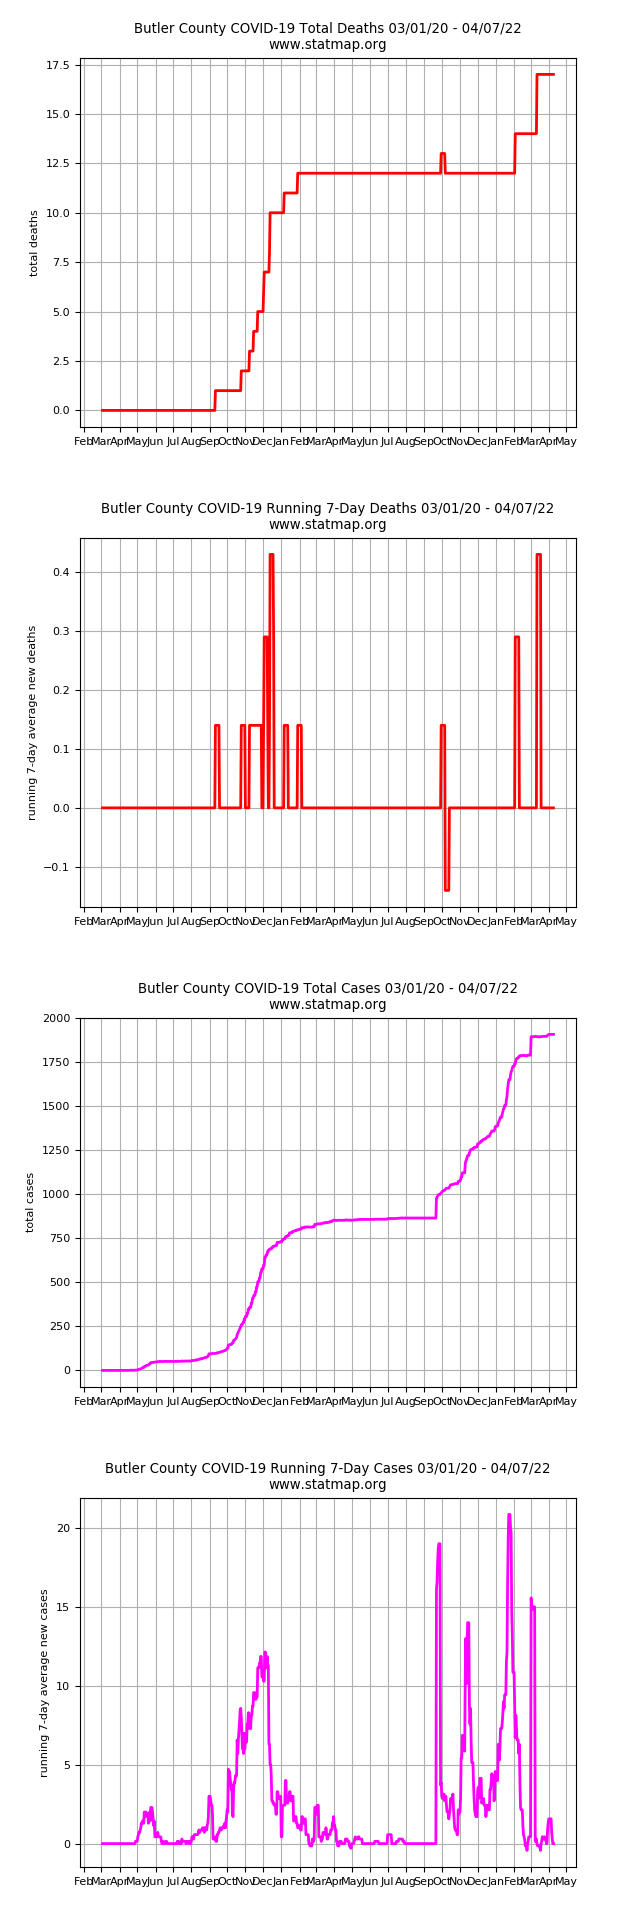 Butler County COVID-19 Total Deaths 03/01/20 - 04/07/22
www.statmap.org
17.5
15.0
12.5
10.0
7.5
5.0
2.5
0.0
total deaths
Feb Mar Apr May Jun Jul Aug Sep Oct Nov Dec Jan Feb Mar Apr May Jun Jul Aug Sep Oct Nov Dec Jan Feb Mar Apr May
Butler County COVID-19 Running 7-Day Deaths 03/01/20 - 04/07/22
www.statmap.org
0.4
0.3
0.2
0.1
0.0
−0.1
running 7-day average new deaths
Feb Mar Apr May Jun Jul Aug Sep Oct Nov Dec Jan Feb Mar Apr May Jun Jul Aug Sep Oct Nov Dec Jan Feb Mar Apr May
Butler County COVID-19 Total Cases 03/01/20 - 04/07/22
www.statmap.org
2000
1750
1500
1250
1000
750
500
250
0
total cases
Feb Mar Apr May Jun Jul Aug Sep Oct Nov Dec Jan Feb Mar Apr May Jun Jul Aug Sep Oct Nov Dec Jan Feb Mar Apr May
Butler County COVID-19 Running 7-Day Cases 03/01/20 - 04/07/22
www.statmap.org
20
15
10
5
0
running 7-day average new cases
Feb Mar Apr May Jun Jul Aug Sep Oct Nov Dec Jan Feb Mar Apr May Jun Jul Aug Sep Oct Nov Dec Jan Feb Mar Apr May